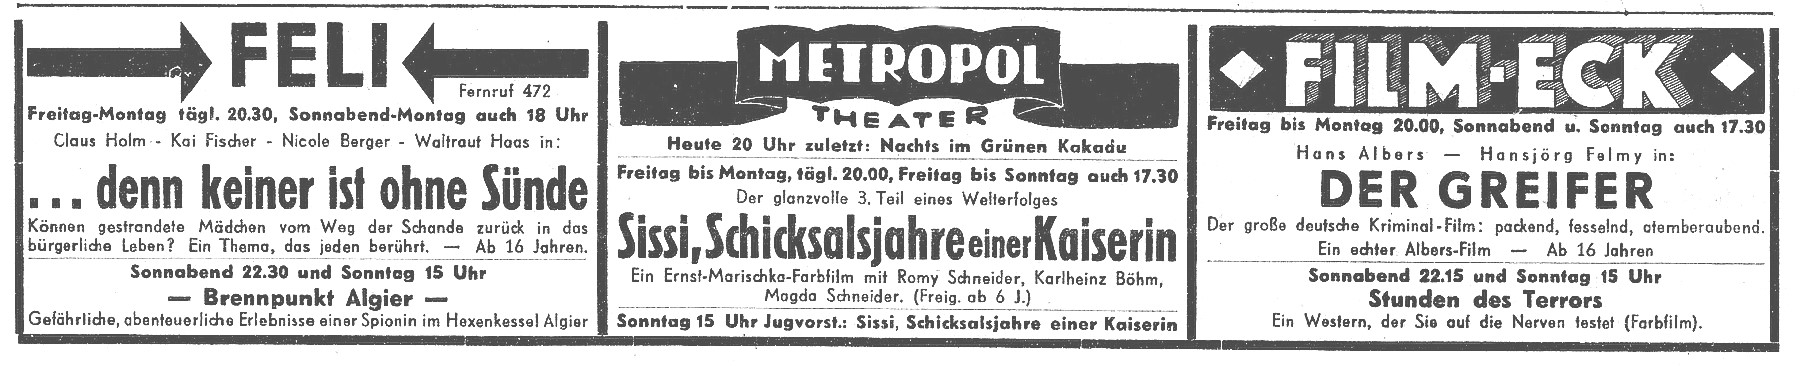 FELI
Fernruf 472
Freitag-Montag tägl. 20.30, Sonnabend-Montag auch 18 Uhr
Claus Holm - Kai Fischer - Nicole Berger - Waltraut Haas in:
... denn keiner ist ohne Sünde
Können gestrandete Mädchen vom Weg der Schande zurück in das
bürgerliche Leben? Ein Thema, das jeden berührt. — Ab 16 Jahren.
Sonnabend 22.30 und Sonntag 15 Uhr
— Brennpunkt Algier —
Gefährliche, abenteuerliche Erlebnisse einer Spionin im Hexenkessel Algier
METROPOL
THEATER
Heute 20 Uhr zuletzt: Nachts im Grünen Kakadu
Freitag bis Montag, tägl. 20.00, Freitag bis Sonntag auch 17.30
Der glanzvolle 3. Teil eines Welterfolges
Sissi, Schicksalsjahre einer Kaiserin
Ein Ernst-Marischka-Farbfilm mit Romy Schneider, Karlheinz Böhm,
Magda Schneider. (Freig. ab 6 J.)
Sonntag 15 Uhr Jugvorst.: Sissi, Schicksalsjahre einer Kaiserin
FILM-ECK
Freitag bis Montag 20.00, Sonnabend u. Sonntag auch 17.30
Hans Albers — Hansjörg Felmy in:
DER GREIFER
Der große deutsche Kriminal-Film: packend, fesselnd, atemberaubend.
Ein echter Albers-Film — Ab 16 Jahren
Sonnabend 22.15 und Sonntag 15 Uhr
Stunden des Terrors
Ein Western, der Sie auf die Nerven testet (Farbfilm).